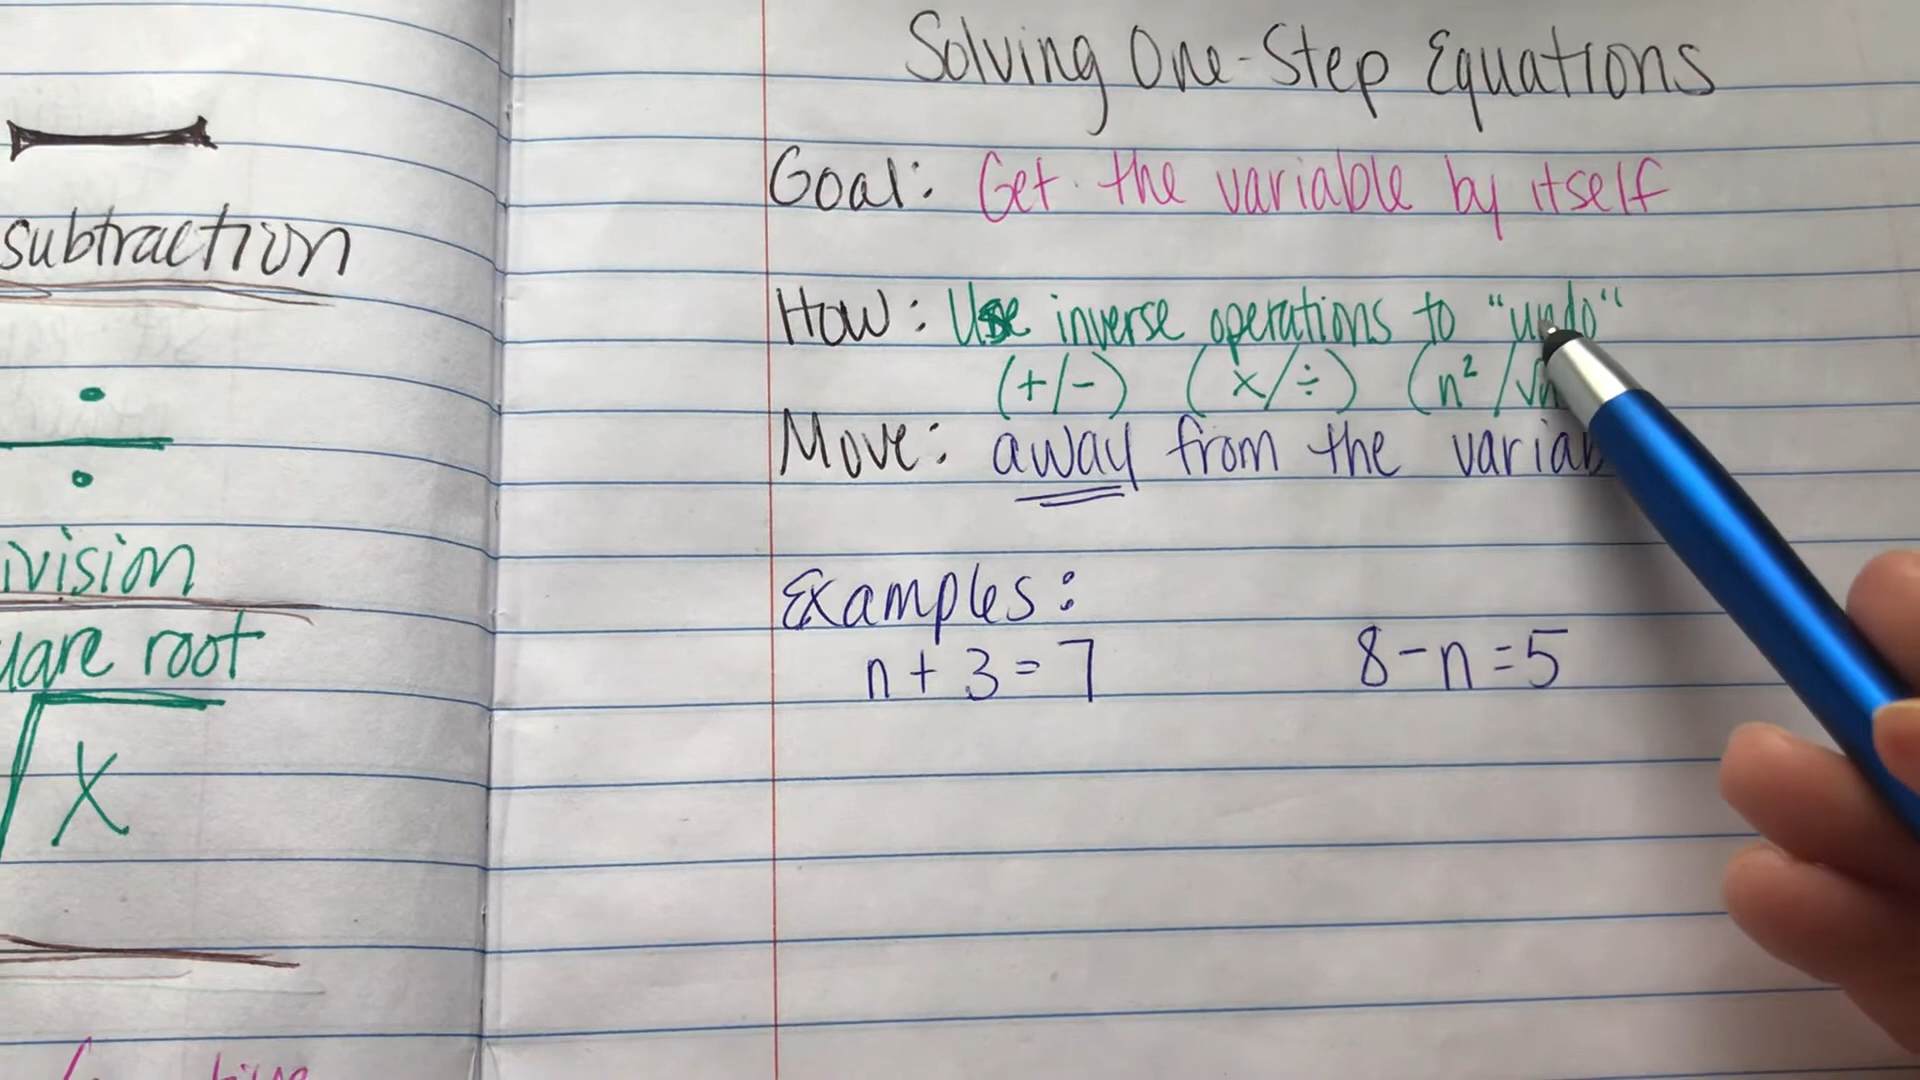 subtraction
÷
ivision
uare root
√x
Solving One-Step Equations
Goal: Get the variable by itself
How: Use inverse operations to "undo"
(+/-) (x/÷) (n²/√n
Move: away from the variab
Examples:
n + 3 = 7
8 - n = 5